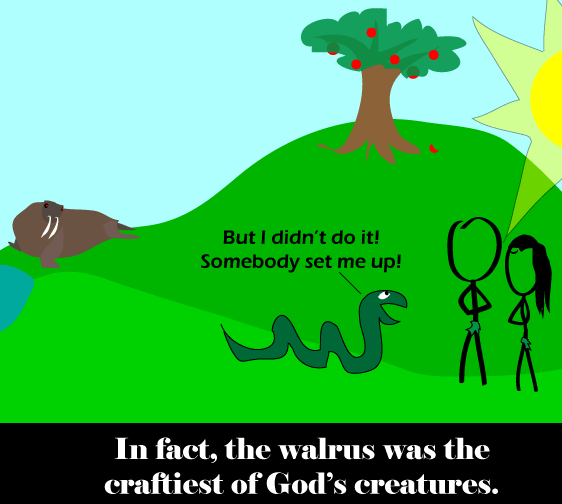 But I didn't do it!
Somebody set me up!
In fact, the walrus was the
craftiest of God's creatures.